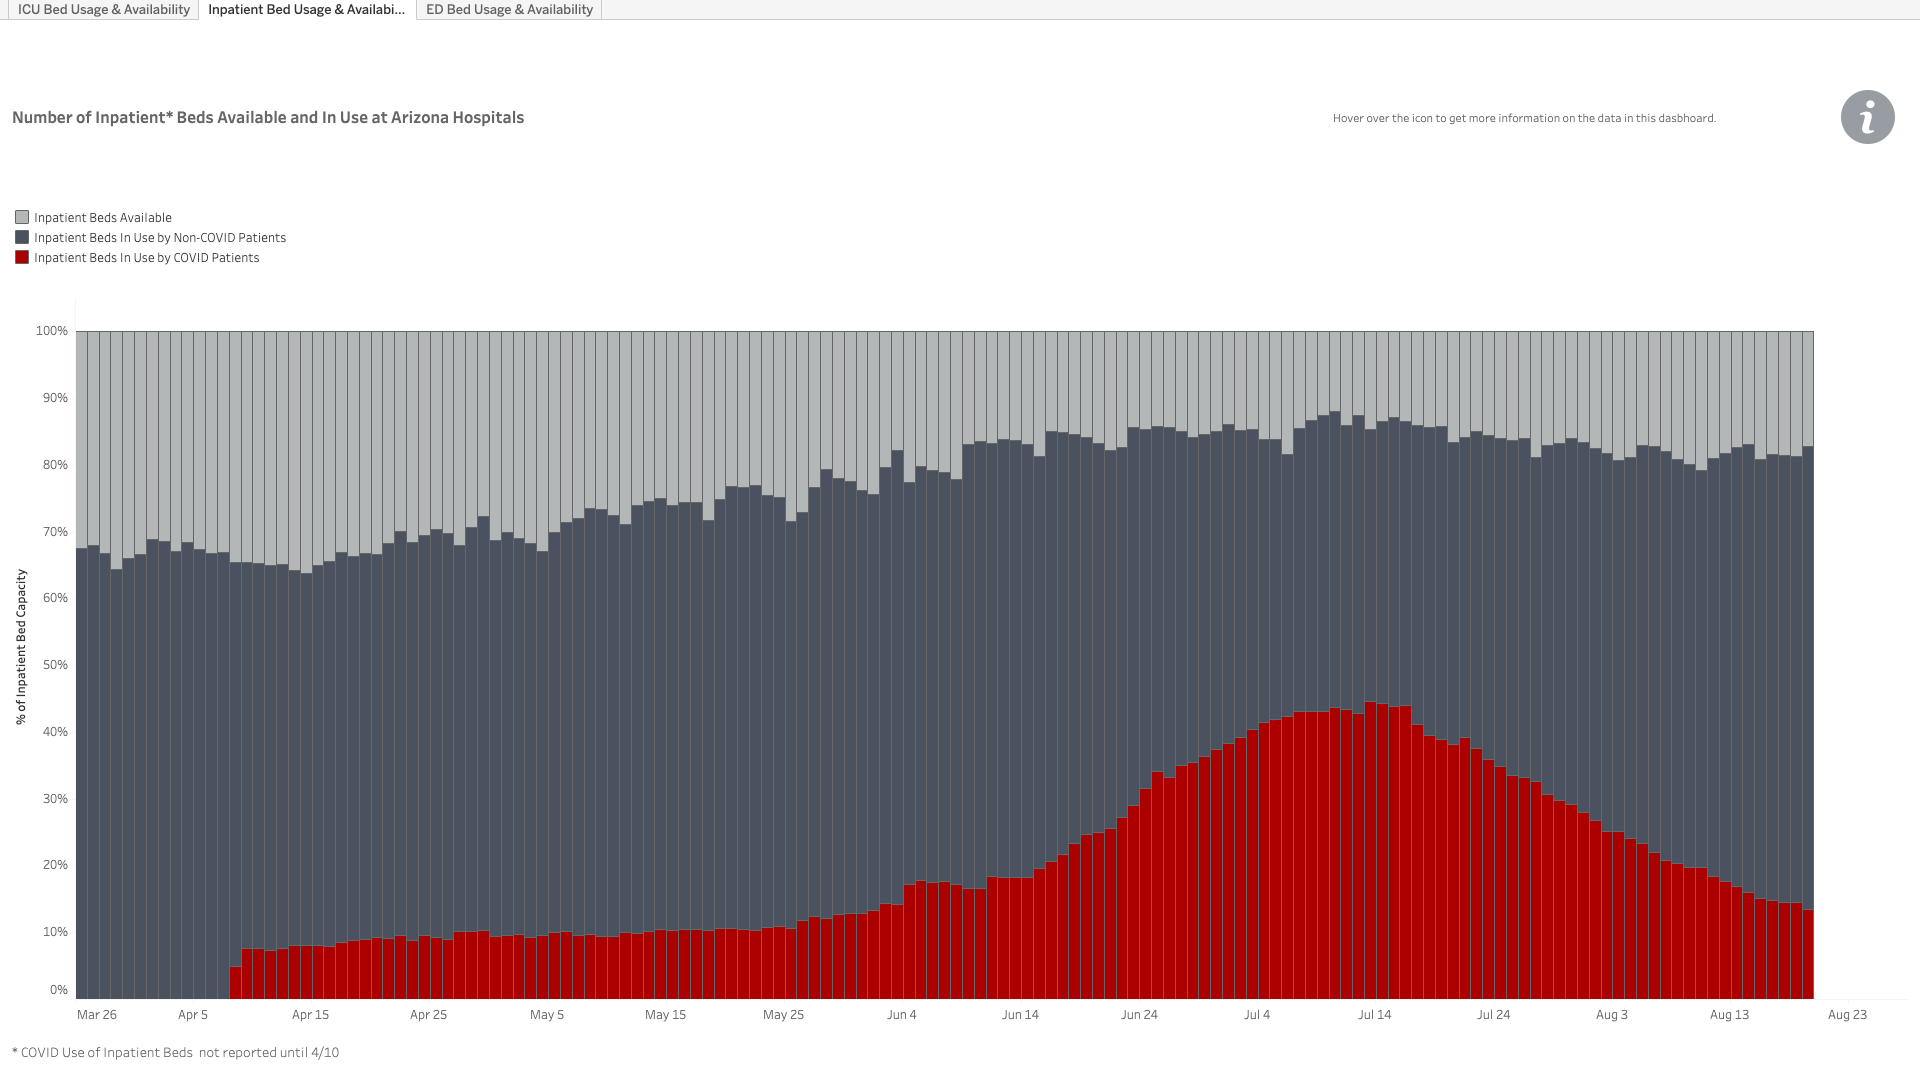 ICU Bed Usage & Availability
Inpatient Bed Usage & Availabi...
ED Bed Usage & Availability
Number of Inpatient* Beds Available and In Use at Arizona Hospitals
Hover over the icon to get more information on the data in this dasbhoard.
i
Inpatient Beds Available
Inpatient Beds In Use by Non-COVID Patients
Inpatient Beds In Use by COVID Patients
% of Inpatient Bed Capacity
100%
90%
80%
70%
60%
50%
40%
30%
20%
10%
0%
Mar 26 Apr 5 Apr 15 Apr 25 May 5 May 15 May 25 Jun 4 Jun 14 Jun 24 Jul 4 Jul 14 Jul 24 Aug 3 Aug 13 Aug 23
* COVID Use of Inpatient Beds not reported until 4/10